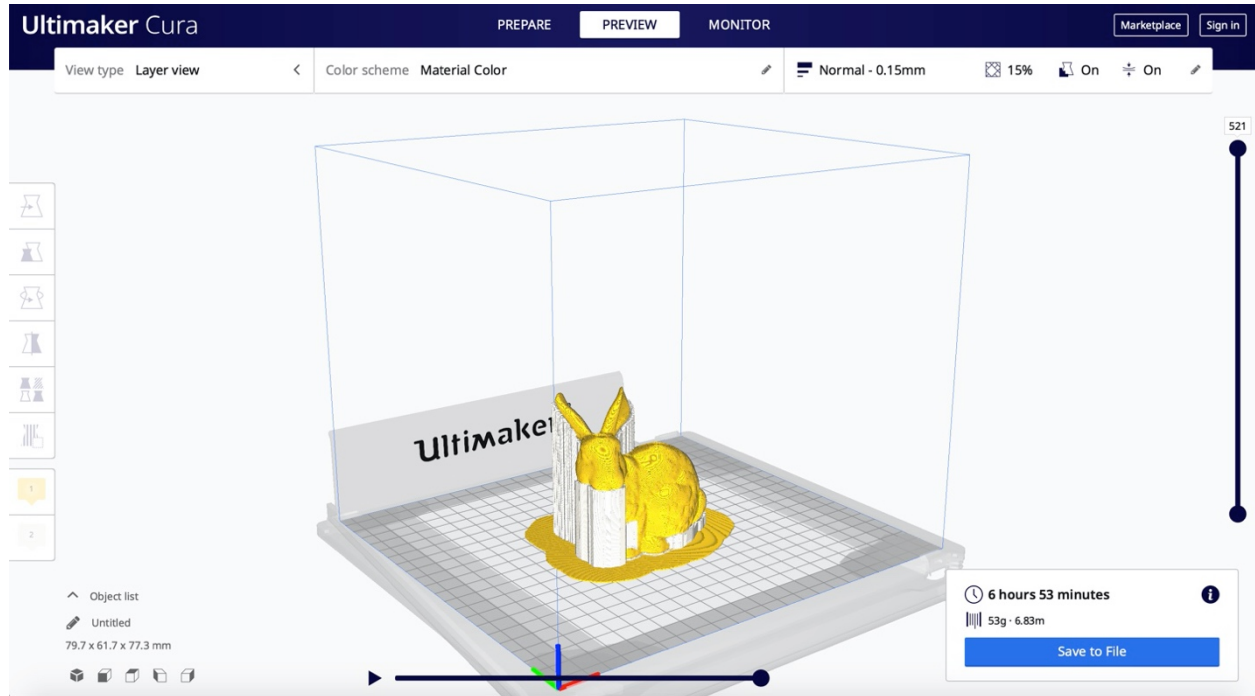 Ultimaker Cura
PREPARE
PREVIEW
MONITOR
Marketplace
Sign in
View type Layer view
Color scheme Material Color
Normal - 0.15mm
15%
On
On
521
Ultimaker
1
2
Object list
Untitled
79.7 x 61.7 x 77.3 mm
6 hours 53 minutes
53g · 6.83m
Save to File